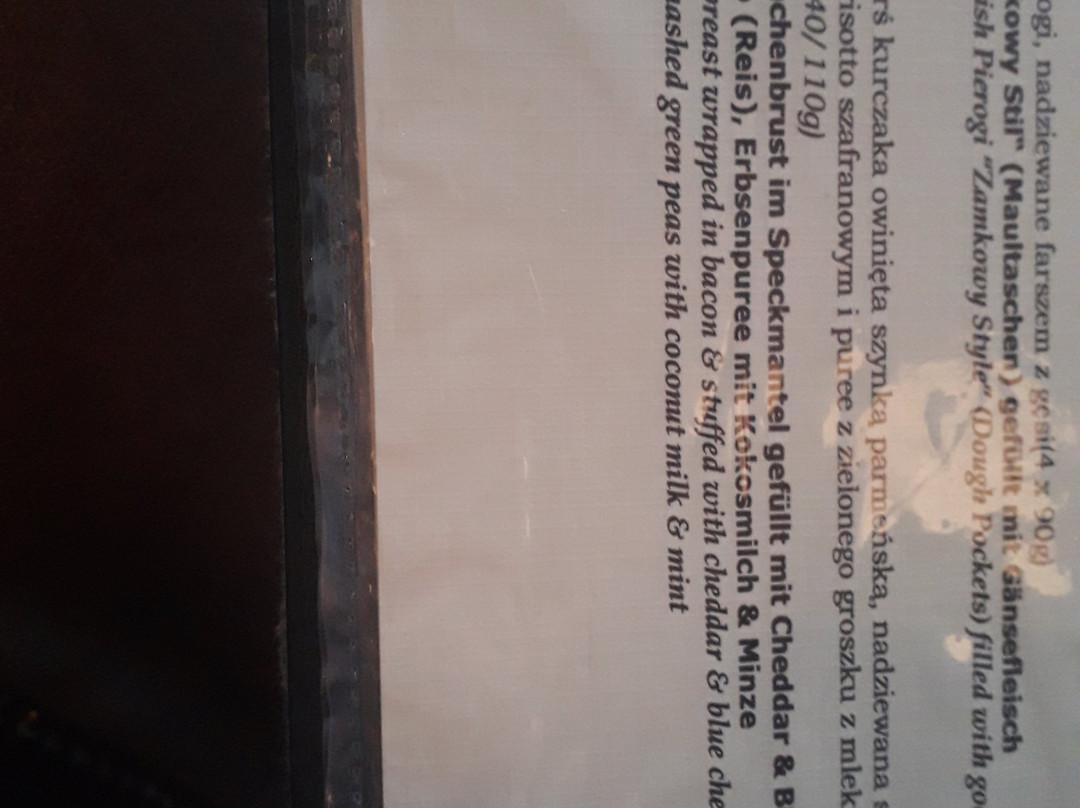 ogi, nadziewane farszem z gęsi(4 x 90g)
kowy Stil" (Maultaschen) gefüllt mit Gänsefleisch
ish Pierogi "Zamkowy Style" (Dough Pockets) filled with go
rś kurczaka owinięta szynką parmeńską, nadziewana
risotto szafranowym i puree z zielonego groszku z mlek
40/110g)
chenbrust im Speckmantel gefüllt mit Cheddar & B
(Reis), Erbsenpuree mit Kokosmilch & Minze
reast wrapped in bacon & stuffed with cheddar & blue che
ashed green peas with coconut milk & mint